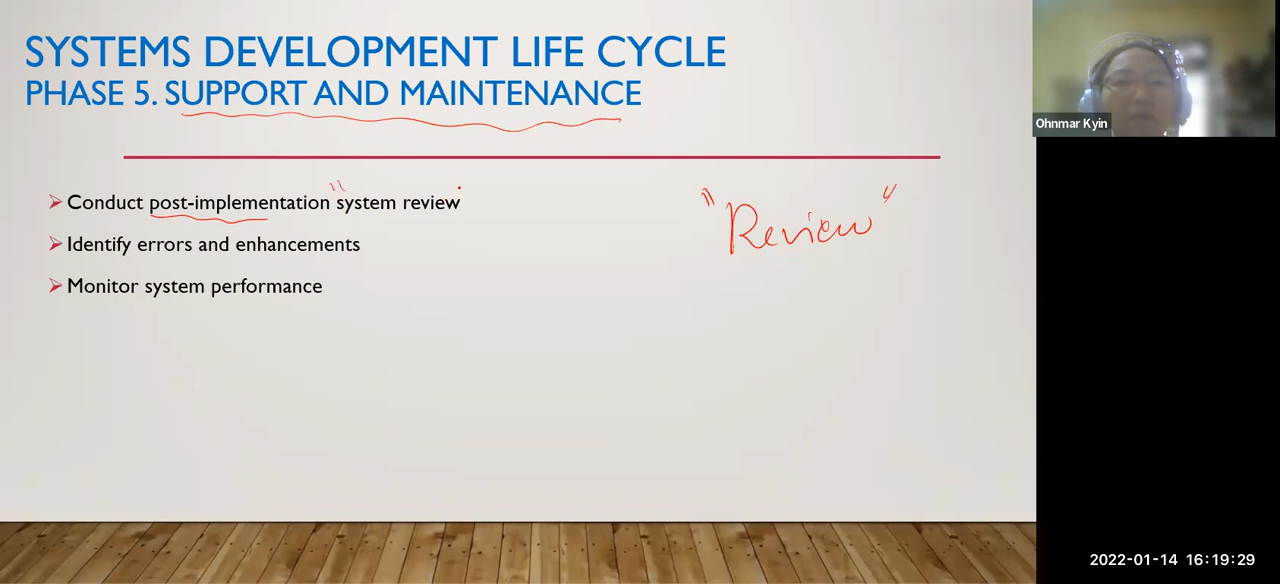 SYSTEMS DEVELOPMENT LIFE CYCLE
PHASE 5. SUPPORT AND MAINTENANCE
Conduct post-implementation system review
Identify errors and enhancements
Monitor system performance
"Review"
Ohnmar Kyin
2022-01-14 16:19:29